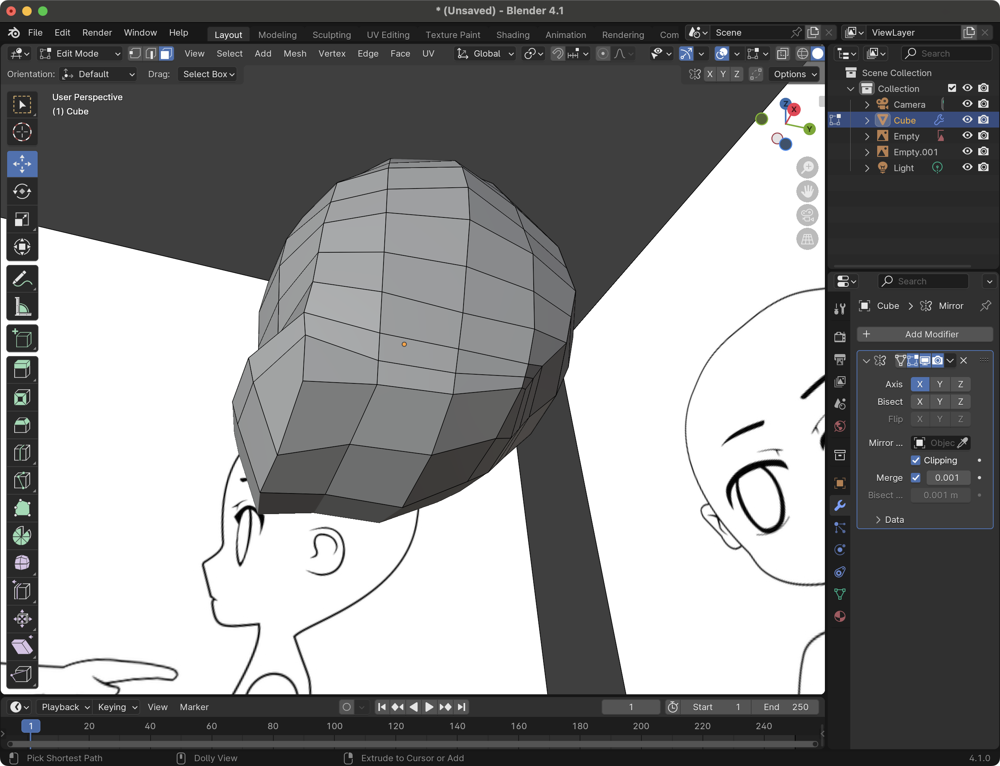 * (Unsaved) - Blender 4.1
File Edit Render Window Help Layout Modeling Sculpting UV Editing Texture Paint Shading Animation Rendering Com Scene ViewLayer
Edit Mode View Select Add Mesh Vertex Edge Face UV Global Search
Orientation: Default Drag: Select Box X Y Z Options
User Perspective
(1) Cube
Z X Y
Scene Collection
Collection
Camera
Cube
Empty
Empty.001
Light
Search
Cube Mirror
Add Modifier
Axis X Y Z
Bisect X Y Z
Flip X Y Z
Mirror ... Objec
Clipping
Merge 0.001
Bisect ... 0.001 m
Data
Playback Keying View Marker 1 Start 1 End 250
1 20 40 60 80 100 120 140 160 180 200 220 240
Pick Shortest Path Dolly View Extrude to Cursor or Add 4.1.0